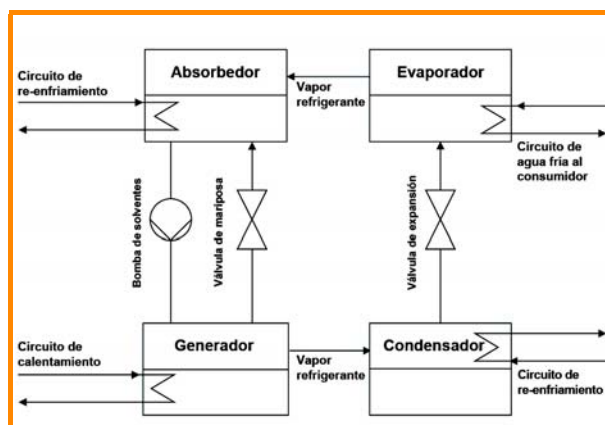 Absorbedor
Evaporador
Circuito de
re-enfriamiento
Vapor
refrigerante
Circuito de
agua fría al
consumidor
Bomba de solventes
Válvula de mariposa
Válvula de expansión
Generador
Condensador
Circuito de
calentamiento
Vapor
refrigerante
Circuito de
re-enfriamiento